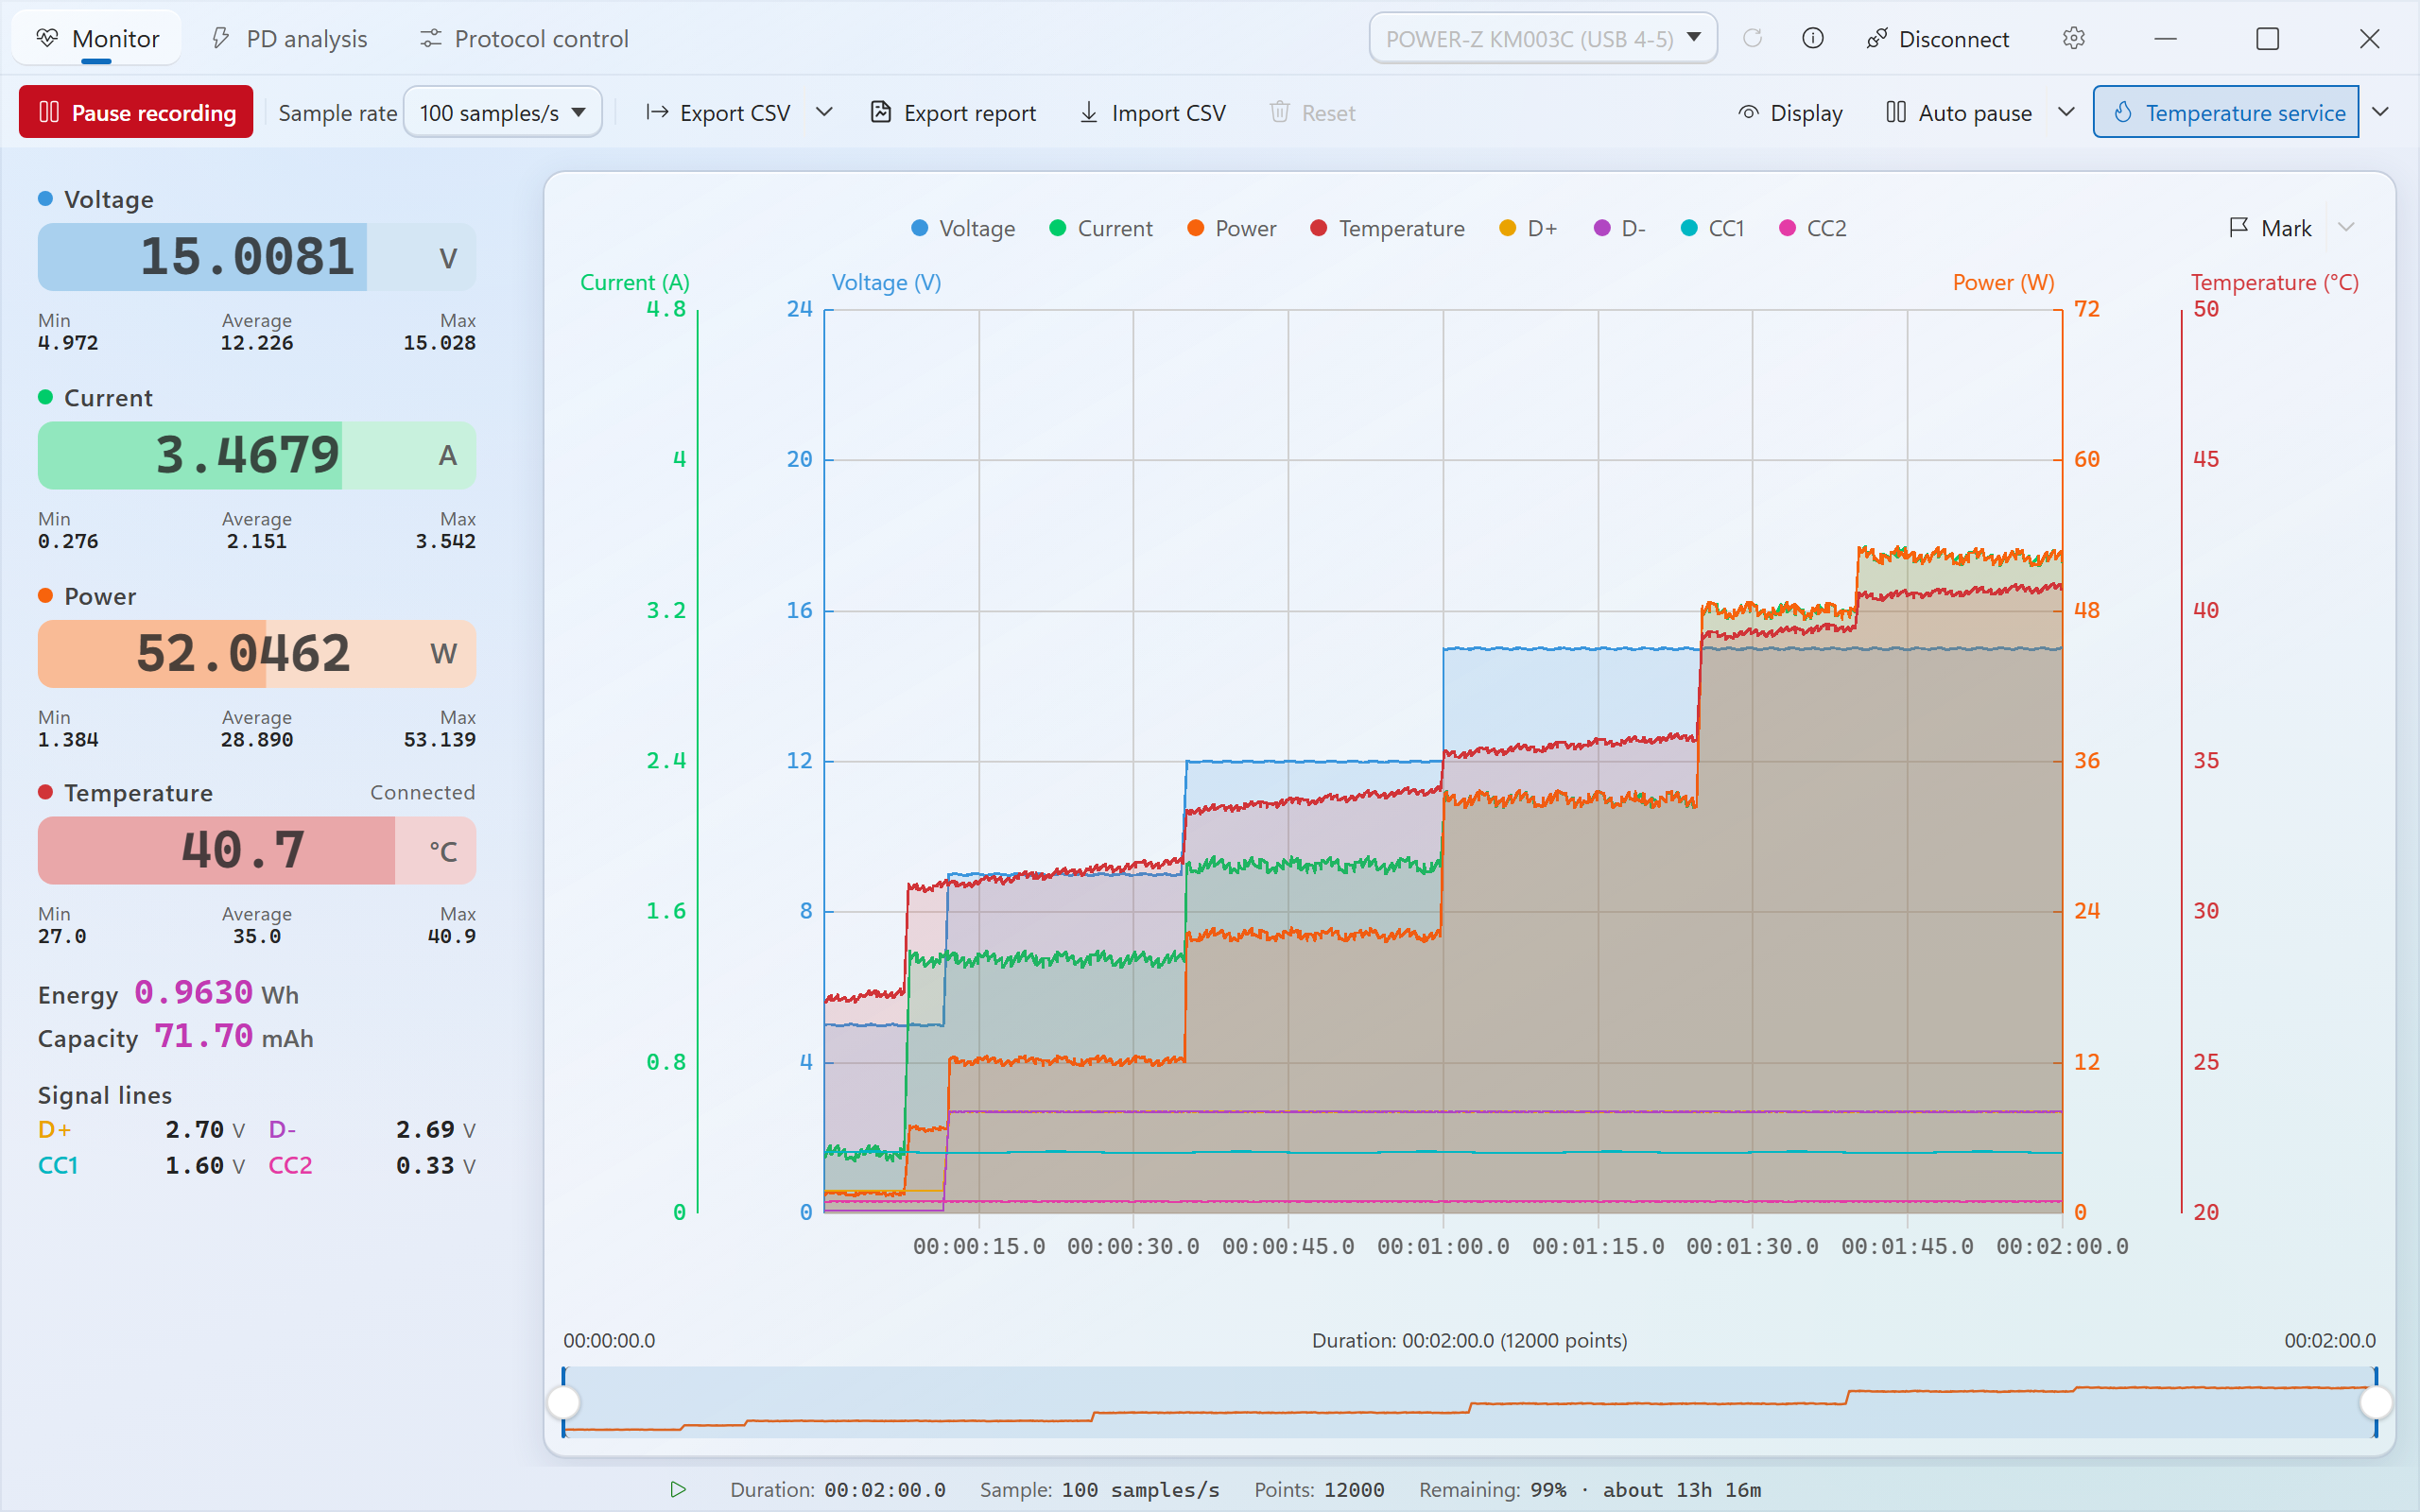 Monitor PD analysis Protocol control POWER-Z KM003C (USB 4-5) Disconnect
Pause recording Sample rate 100 samples/s Export CSV Export report Import CSV Reset Display Auto pause Temperature service
Voltage
15.0081 V
Min Average Max
4.972 12.226 15.028
Current
3.4679 A
Min Average Max
0.276 2.151 3.542
Power
52.0462 W
Min Average Max
1.384 28.890 53.139
Temperature Connected
40.7 °C
Min Average Max
27.0 35.0 40.9
Energy 0.9630 Wh
Capacity 71.70 mAh
Signal lines
D+ 2.70 V D- 2.69 V
CC1 1.60 V CC2 0.33 V
Voltage Current Power Temperature D+ D- CC1 CC2 Mark
Current (A) Voltage (V) Power (W) Temperature (°C)
4.8 24 72 50
4 20 60 45
3.2 16 48 40
2.4 12 36 35
1.6 8 24 30
0.8 4 12 25
0 0 0 20
00:00:15.0 00:00:30.0 00:00:45.0 00:01:00.0 00:01:15.0 00:01:30.0 00:01:45.0 00:02:00.0
00:00:00.0 Duration: 00:02:00.0 (12000 points) 00:02:00.0
Duration: 00:02:00.0 Sample: 100 samples/s Points: 12000 Remaining: 99% · about 13h 16m